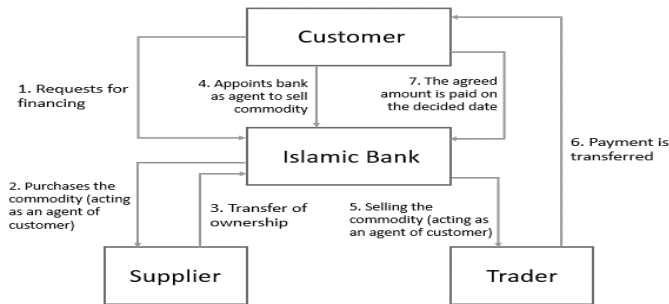 Customer
1. Requests for
financing
4. Appoints bank
as agent to sell
commodity
7. The agreed
amount is paid on
the decided date
6. Payment is
transferred
Islamic Bank
2. Purchases the
commodity (acting
as an agent of
customer)
3. Transfer of
ownership
5. Selling the
commodity (acting as
an agent of customer)
Supplier
Trader